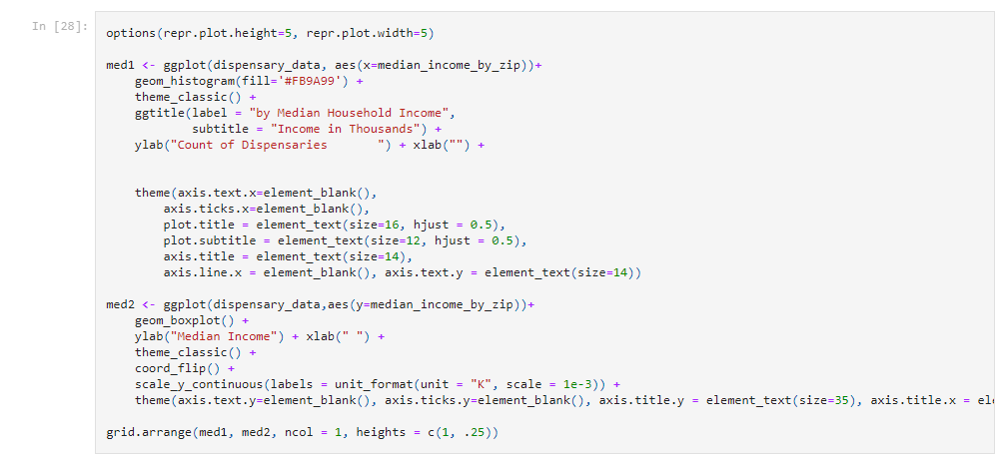 In [28]:
options(repr.plot.height=5, repr.plot.width=5)
med1 <- ggplot(dispensary_data, aes(x=median_income_by_zip))+
    geom_histogram(fill='#FB9A99') +
    theme_classic() +
    ggtitle(label = "by Median Household Income",
            subtitle = "Income in Thousands") +
    ylab("Count of Dispensaries       ") + xlab("") +
    theme(axis.text.x=element_blank(),
        axis.ticks.x=element_blank(),
        plot.title = element_text(size=16, hjust = 0.5),
        plot.subtitle = element_text(size=12, hjust = 0.5),
        axis.title = element_text(size=14),
        axis.line.x = element_blank(), axis.text.y = element_text(size=14))
med2 <- ggplot(dispensary_data,aes(y=median_income_by_zip))+
    geom_boxplot() +
    ylab("Median Income") + xlab(" ") +
    theme_classic() +
    coord_flip() +
    scale_y_continuous(labels = unit_format(unit = "K", scale = 1e-3)) +
    theme(axis.text.y=element_blank(), axis.ticks.y=element_blank(), axis.title.y = element_text(size=35), axis.title.x =
grid.arrange(med1, med2, ncol = 1, heights = c(1, .25))